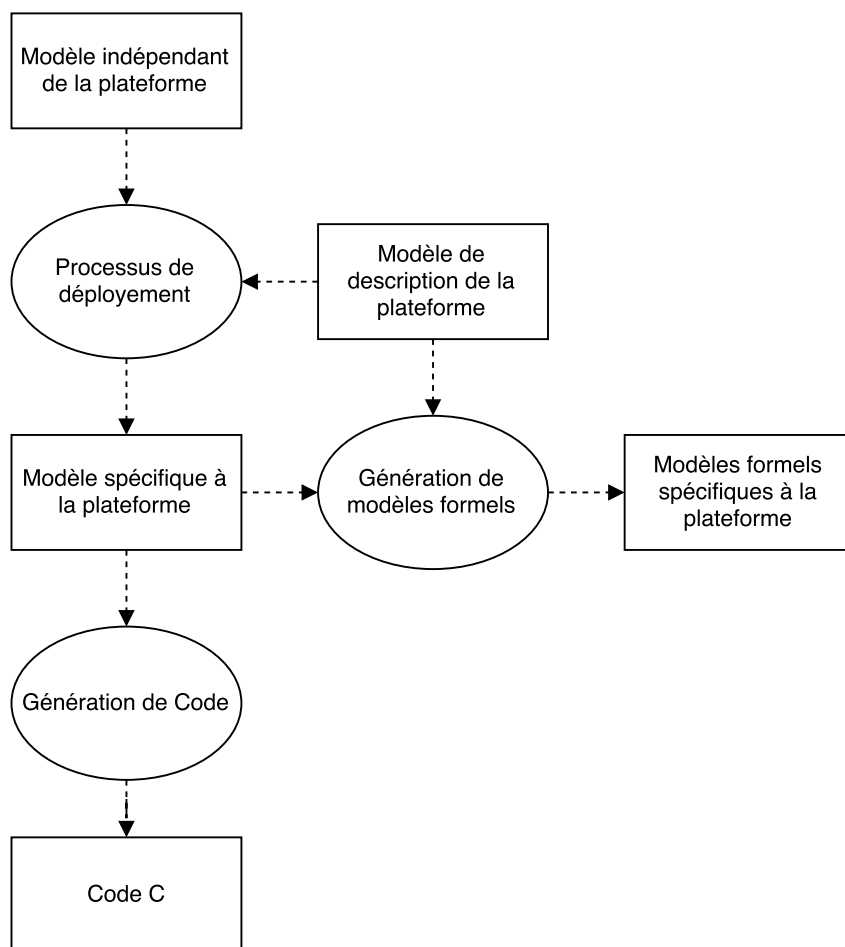 Modèle indépendant
de la plateforme
Processus de
déployement
Modèle de
description de la
plateforme
Modèle spécifique à
la plateforme
Génération de
modèles formels
Modèles formels
spécifiques à la
plateforme
Génération de Code
Code C